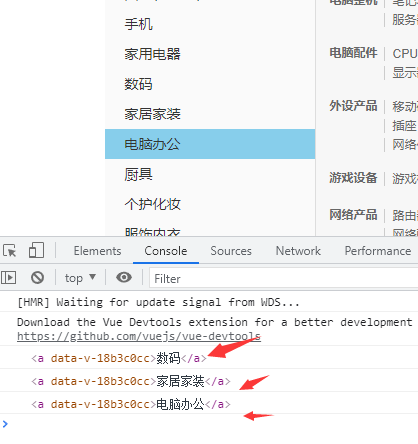 电脑整机 笔记
服务器
手机
家用电器
电脑配件 CPU
显示
数码
家居家装
外设产品 移动
插座
电脑办公
网络
厨具
游戏设备 游戏
个护化妆
网络产品 路由
服饰内衣
网络
Elements Console Sources Network Performance
top Filter
[HMR] Waiting for update signal from WDS...
Download the Vue Devtools extension for a better development
https://github.com/vuejs/vue-devtools
<a data-v-18b3c0cc>数码</a>
<a data-v-18b3c0cc>家居家装</a>
<a data-v-18b3c0cc>电脑办公</a>